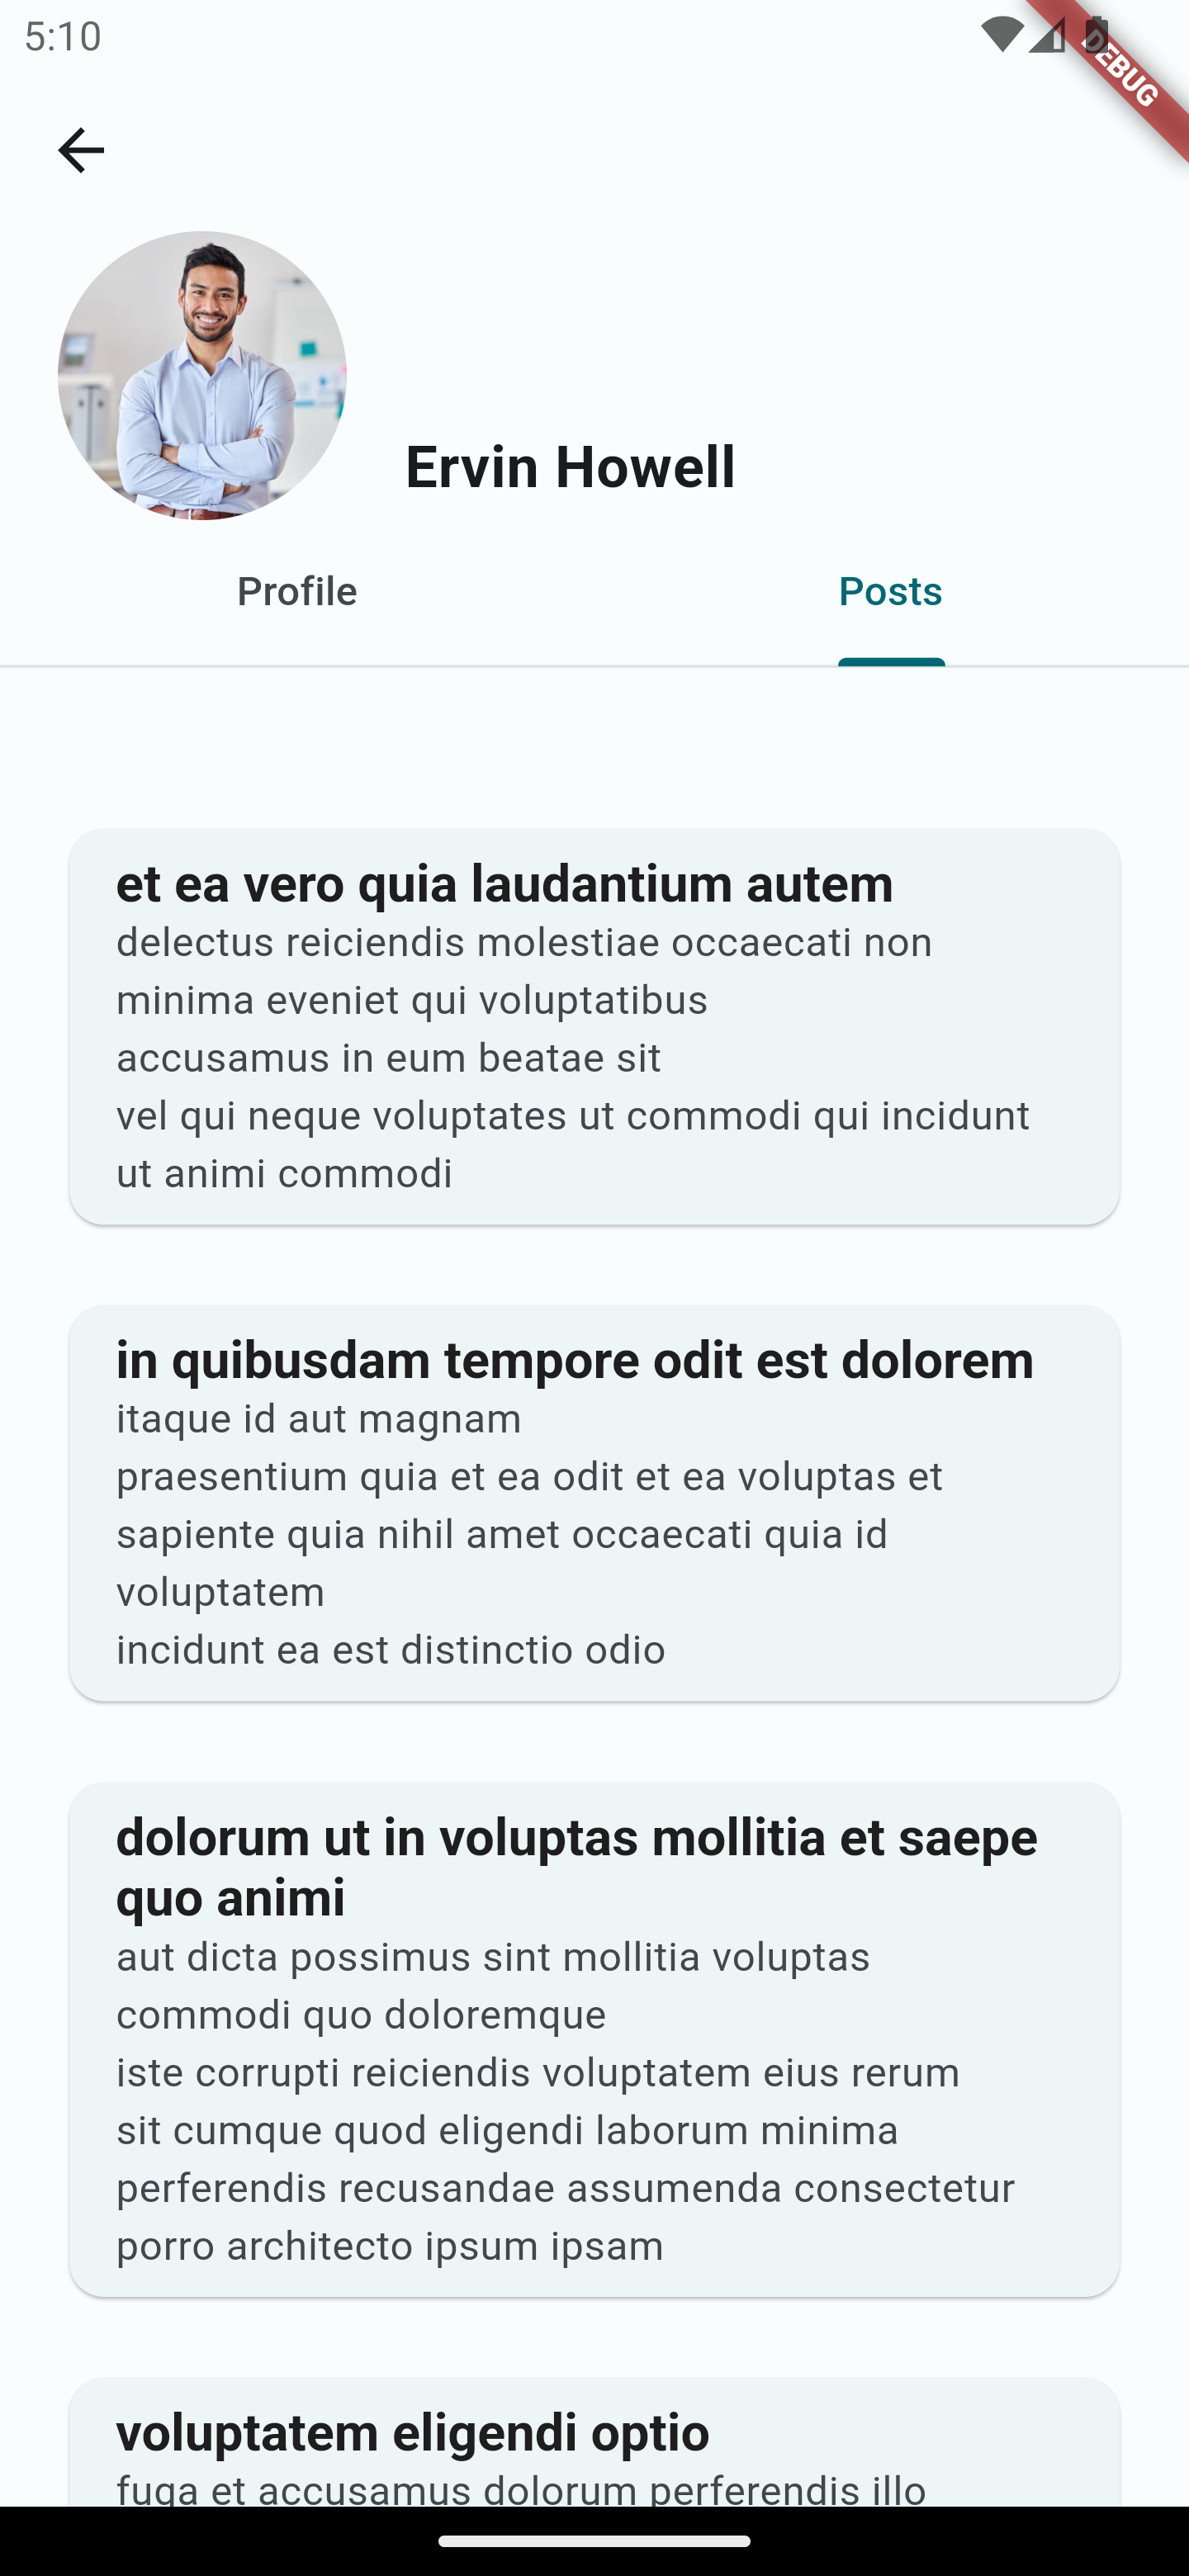 5:10
DEBUG
Ervin Howell
Profile
Posts
et ea vero quia laudantium autem
delectus reiciendis molestiae occaecati non
minima eveniet qui voluptatibus
accusamus in eum beatae sit
vel qui neque voluptates ut commodi qui incidunt
ut animi commodi
in quibusdam tempore odit est dolorem
itaque id aut magnam
praesentium quia et ea odit et ea voluptas et
sapiente quia nihil amet occaecati quia id
voluptatem
incidunt ea est distinctio odio
dolorum ut in voluptas mollitia et saepe
quo animi
aut dicta possimus sint mollitia voluptas
commodi quo doloremque
iste corrupti reiciendis voluptatem eius rerum
sit cumque quod eligendi laborum minima
perferendis recusandae assumenda consectetur
porro architecto ipsum ipsam
voluptatem eligendi optio
fuga et accusamus dolorum perferendis illo